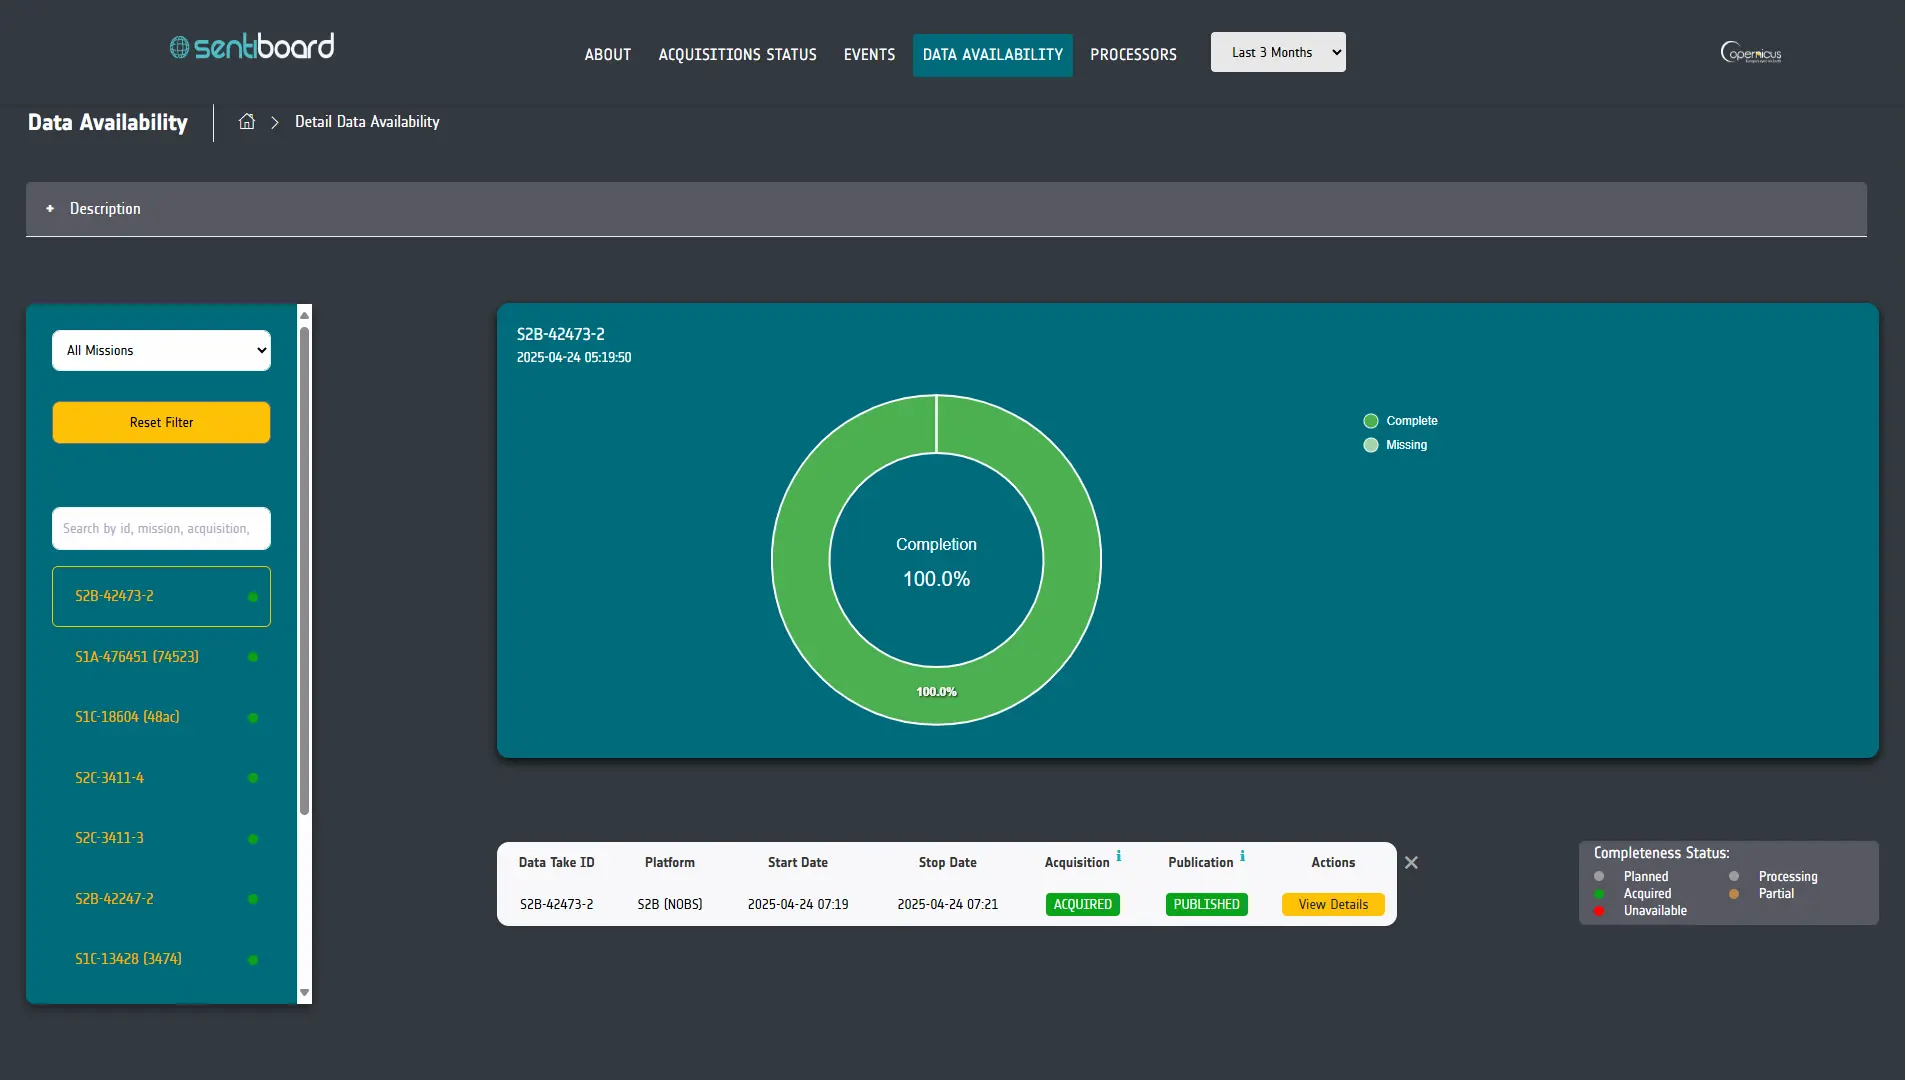 sentiboard
ABOUT
ACQUISITIONS STATUS
EVENTS
DATA AVAILABILITY
PROCESSORS
Last 3 Months
Copernicus
Data Availability
Detail Data Availability
+ Description
All Missions
Reset Filter
Search by id, mission, acquisition,
S2B-42473-2
S1A-476451 (74523)
S1C-18604 (48ac)
S2C-3411-4
S2C-3411-3
S2B-42247-2
S1C-13428 (3474)
S2B-42473-2
2025-04-24 05:19:50
Completion
100.0%
100.0%
Complete
Missing
Data Take ID Platform Start Date Stop Date Acquisition i Publication i Actions
S2B-42473-2 S2B (NOBS) 2025-04-24 07:19 2025-04-24 07:21 ACQUIRED PUBLISHED View Details
Completeness Status:
Planned Processing
Acquired Partial
Unavailable